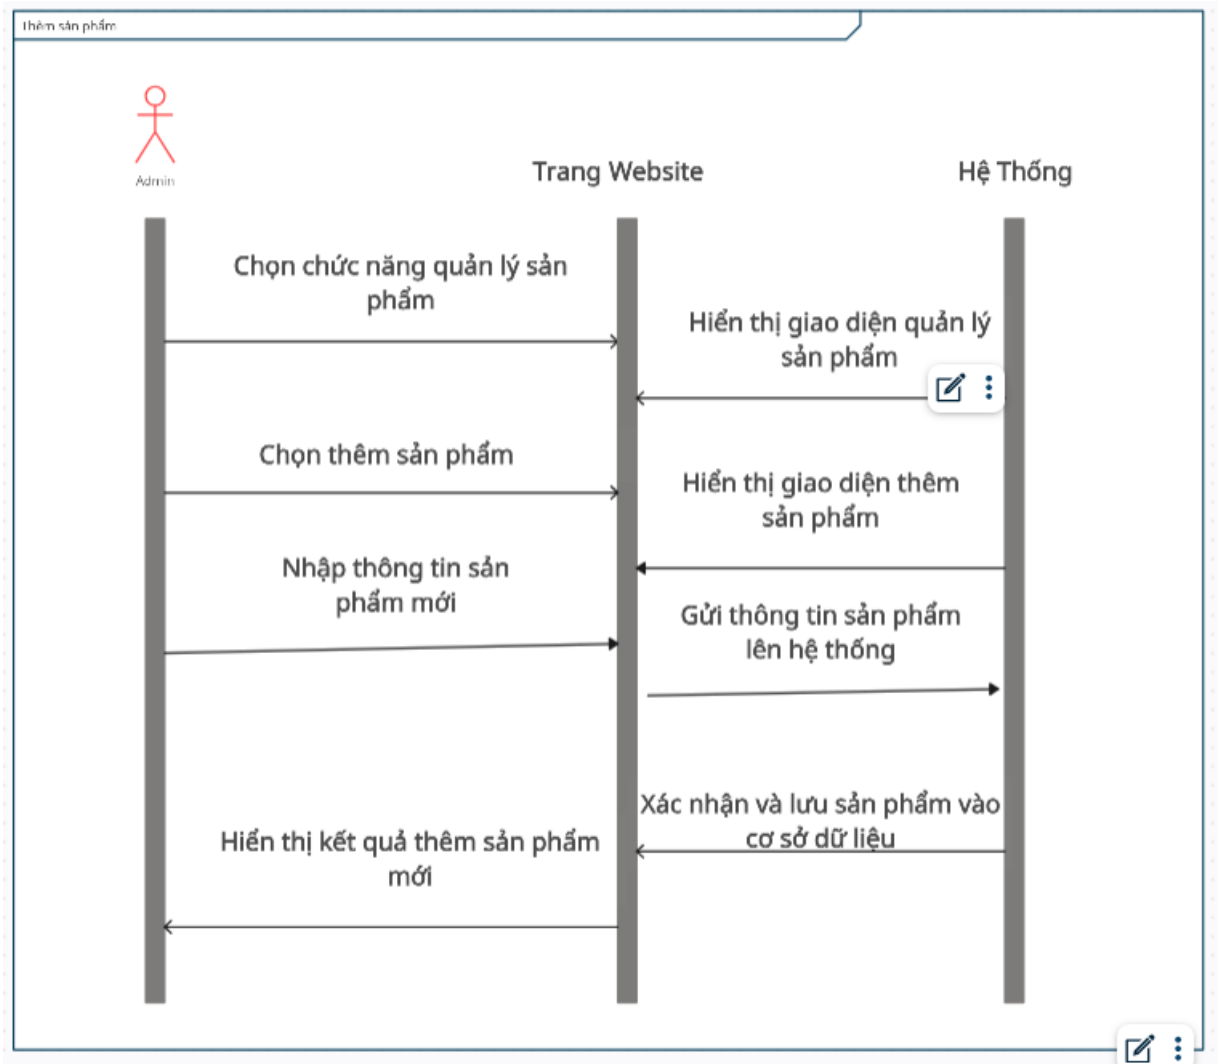 Thêm sản phẩm
Admin
Trang Website
Hệ Thống
Chọn chức năng quản lý sản
phẩm
Hiển thị giao diện quản lý
sản phẩm
Chọn thêm sản phẩm
Hiển thị giao diện thêm
sản phẩm
Nhập thông tin sản
phẩm mới
Gửi thông tin sản phẩm
lên hệ thống
Xác nhận và lưu sản phẩm vào
cơ sở dữ liệu
Hiển thị kết quả thêm sản phẩm
mới